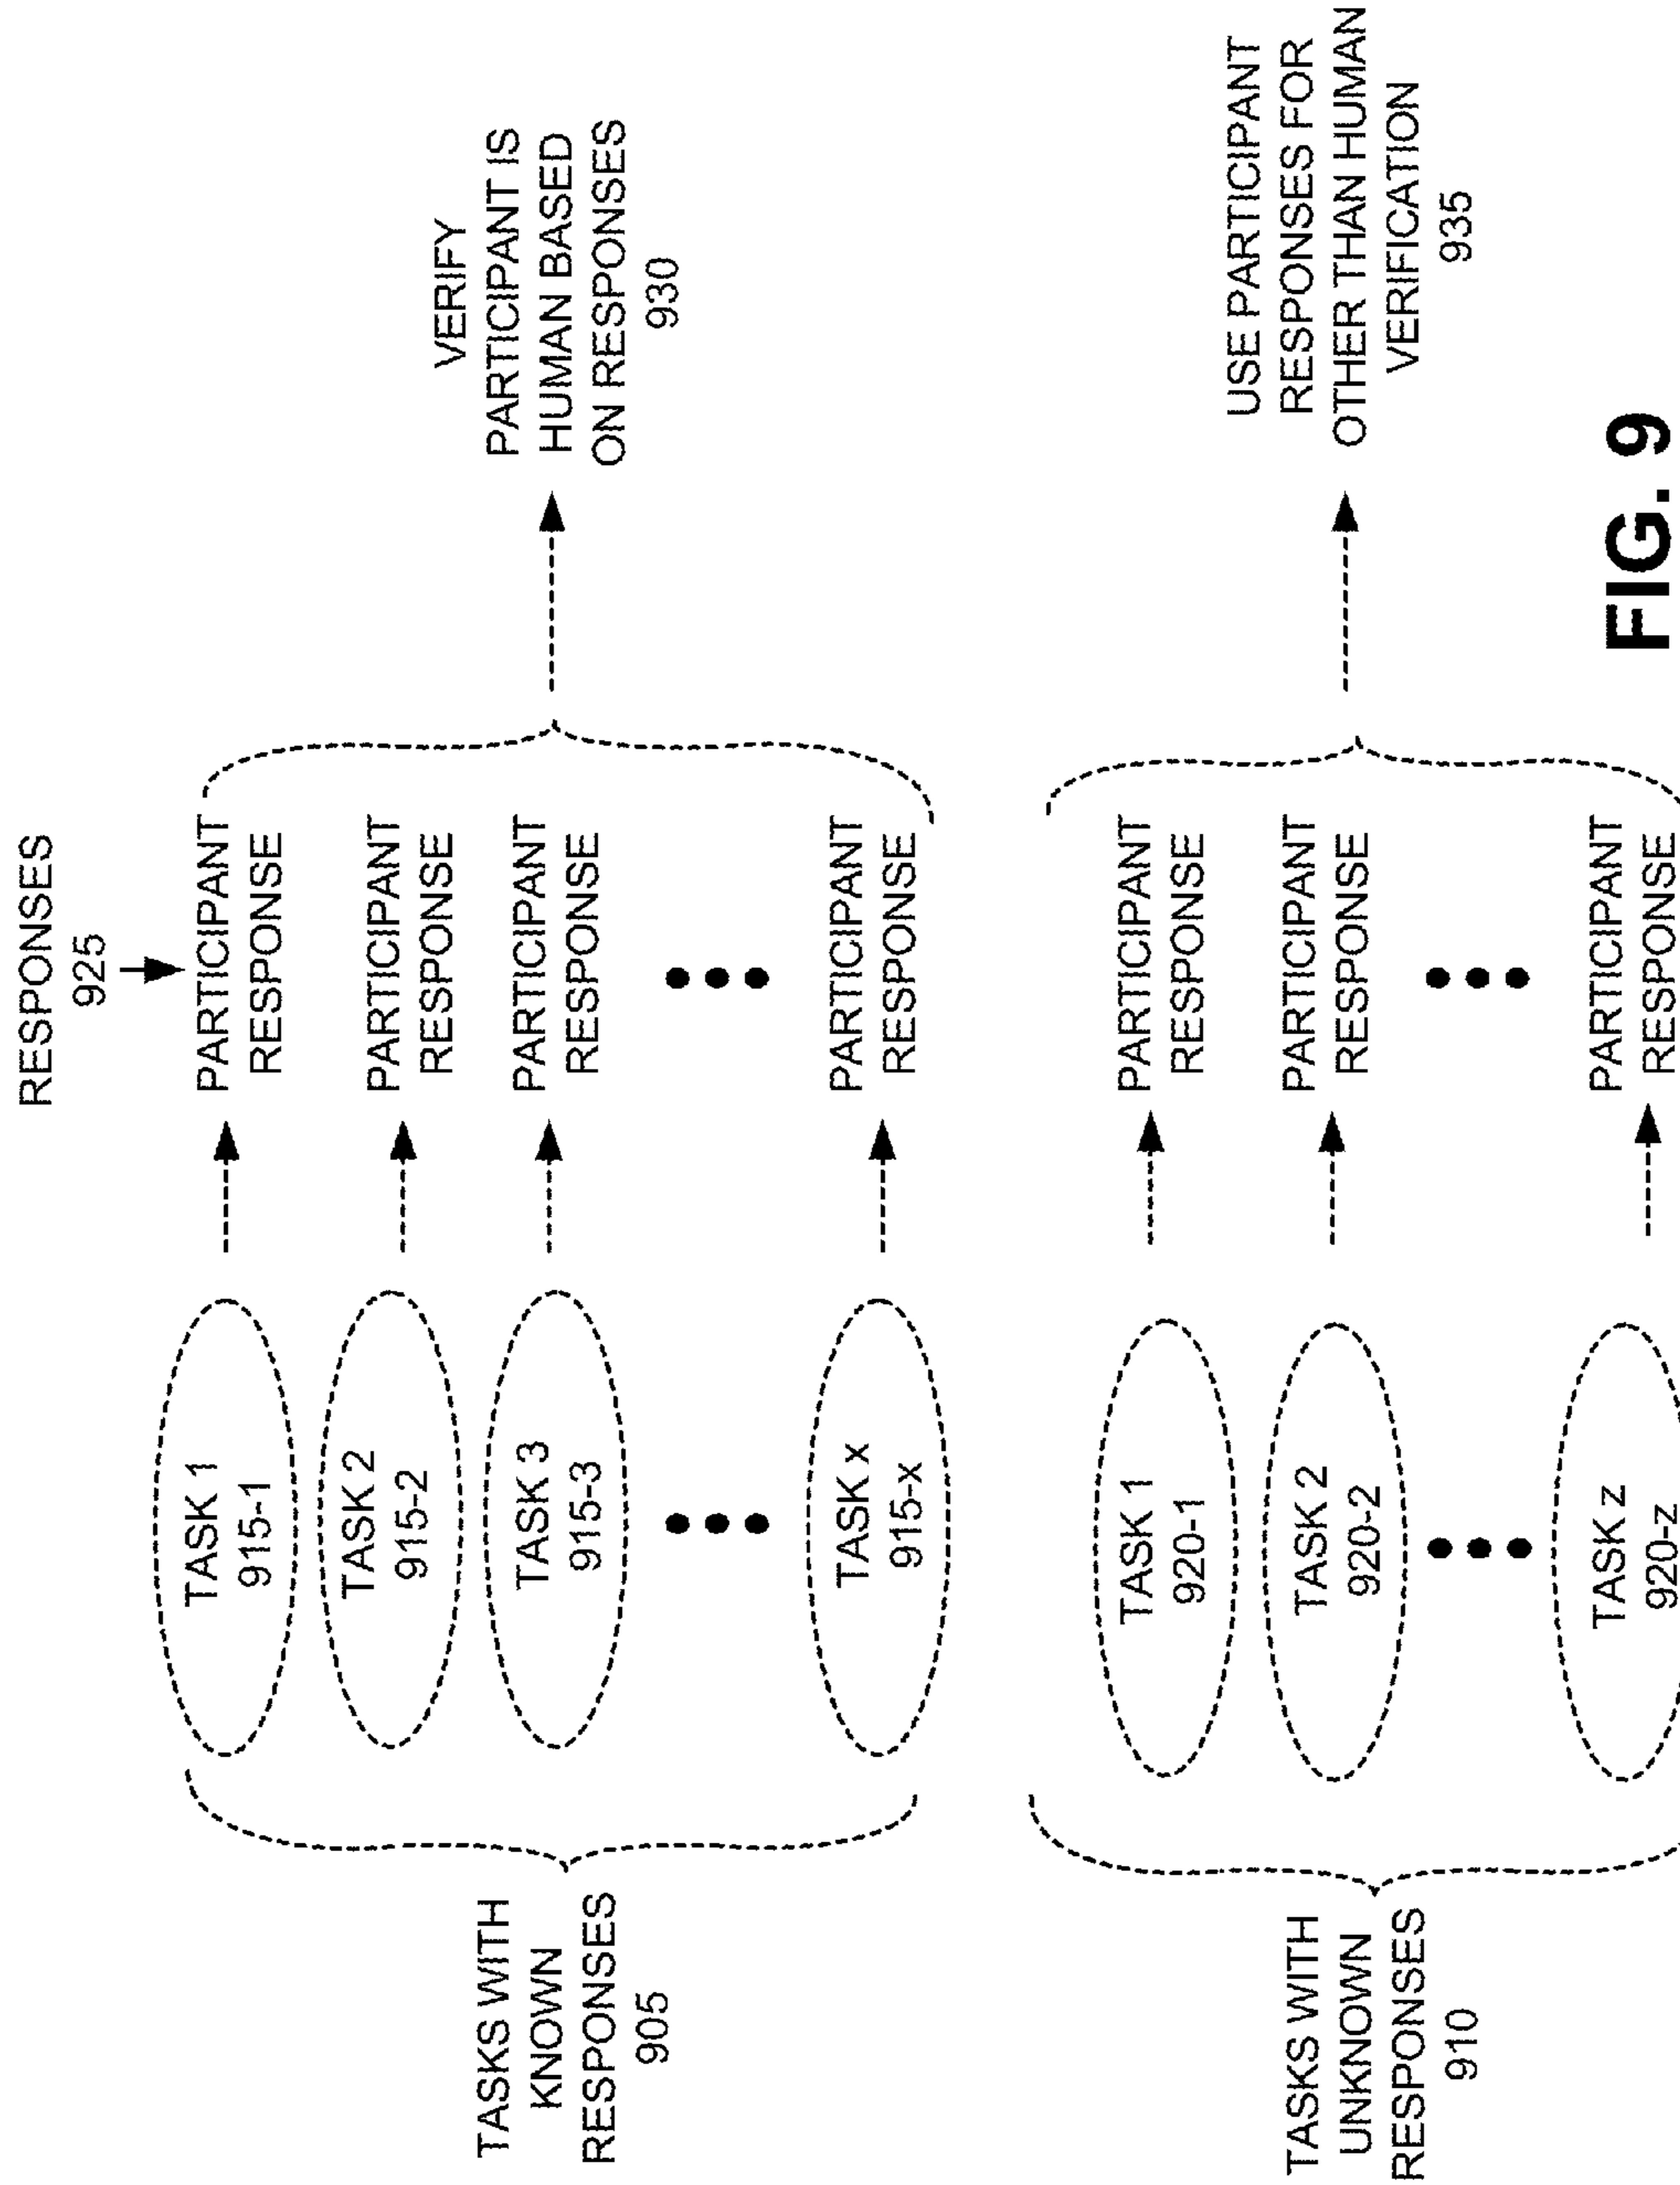 RESPONSES
925
TASKS WITH
KNOWN
RESPONSES
905
TASK 1
915-1
PARTICIPANT
RESPONSE
TASK 2
915-2
PARTICIPANT
RESPONSE
TASK 3
915-3
PARTICIPANT
RESPONSE
TASK x
915-x
PARTICIPANT
RESPONSE
VERIFY
PARTICIPANT IS
HUMAN BASED
ON RESPONSES
930
TASKS WITH
UNKNOWN
RESPONSES
910
TASK 1
920-1
PARTICIPANT
RESPONSE
TASK 2
920-2
PARTICIPANT
RESPONSE
TASK z
920-z
PARTICIPANT
RESPONSE
USE PARTICIPANT
RESPONSES FOR
OTHER THAN HUMAN
VERIFICATION
935
FIG. 9